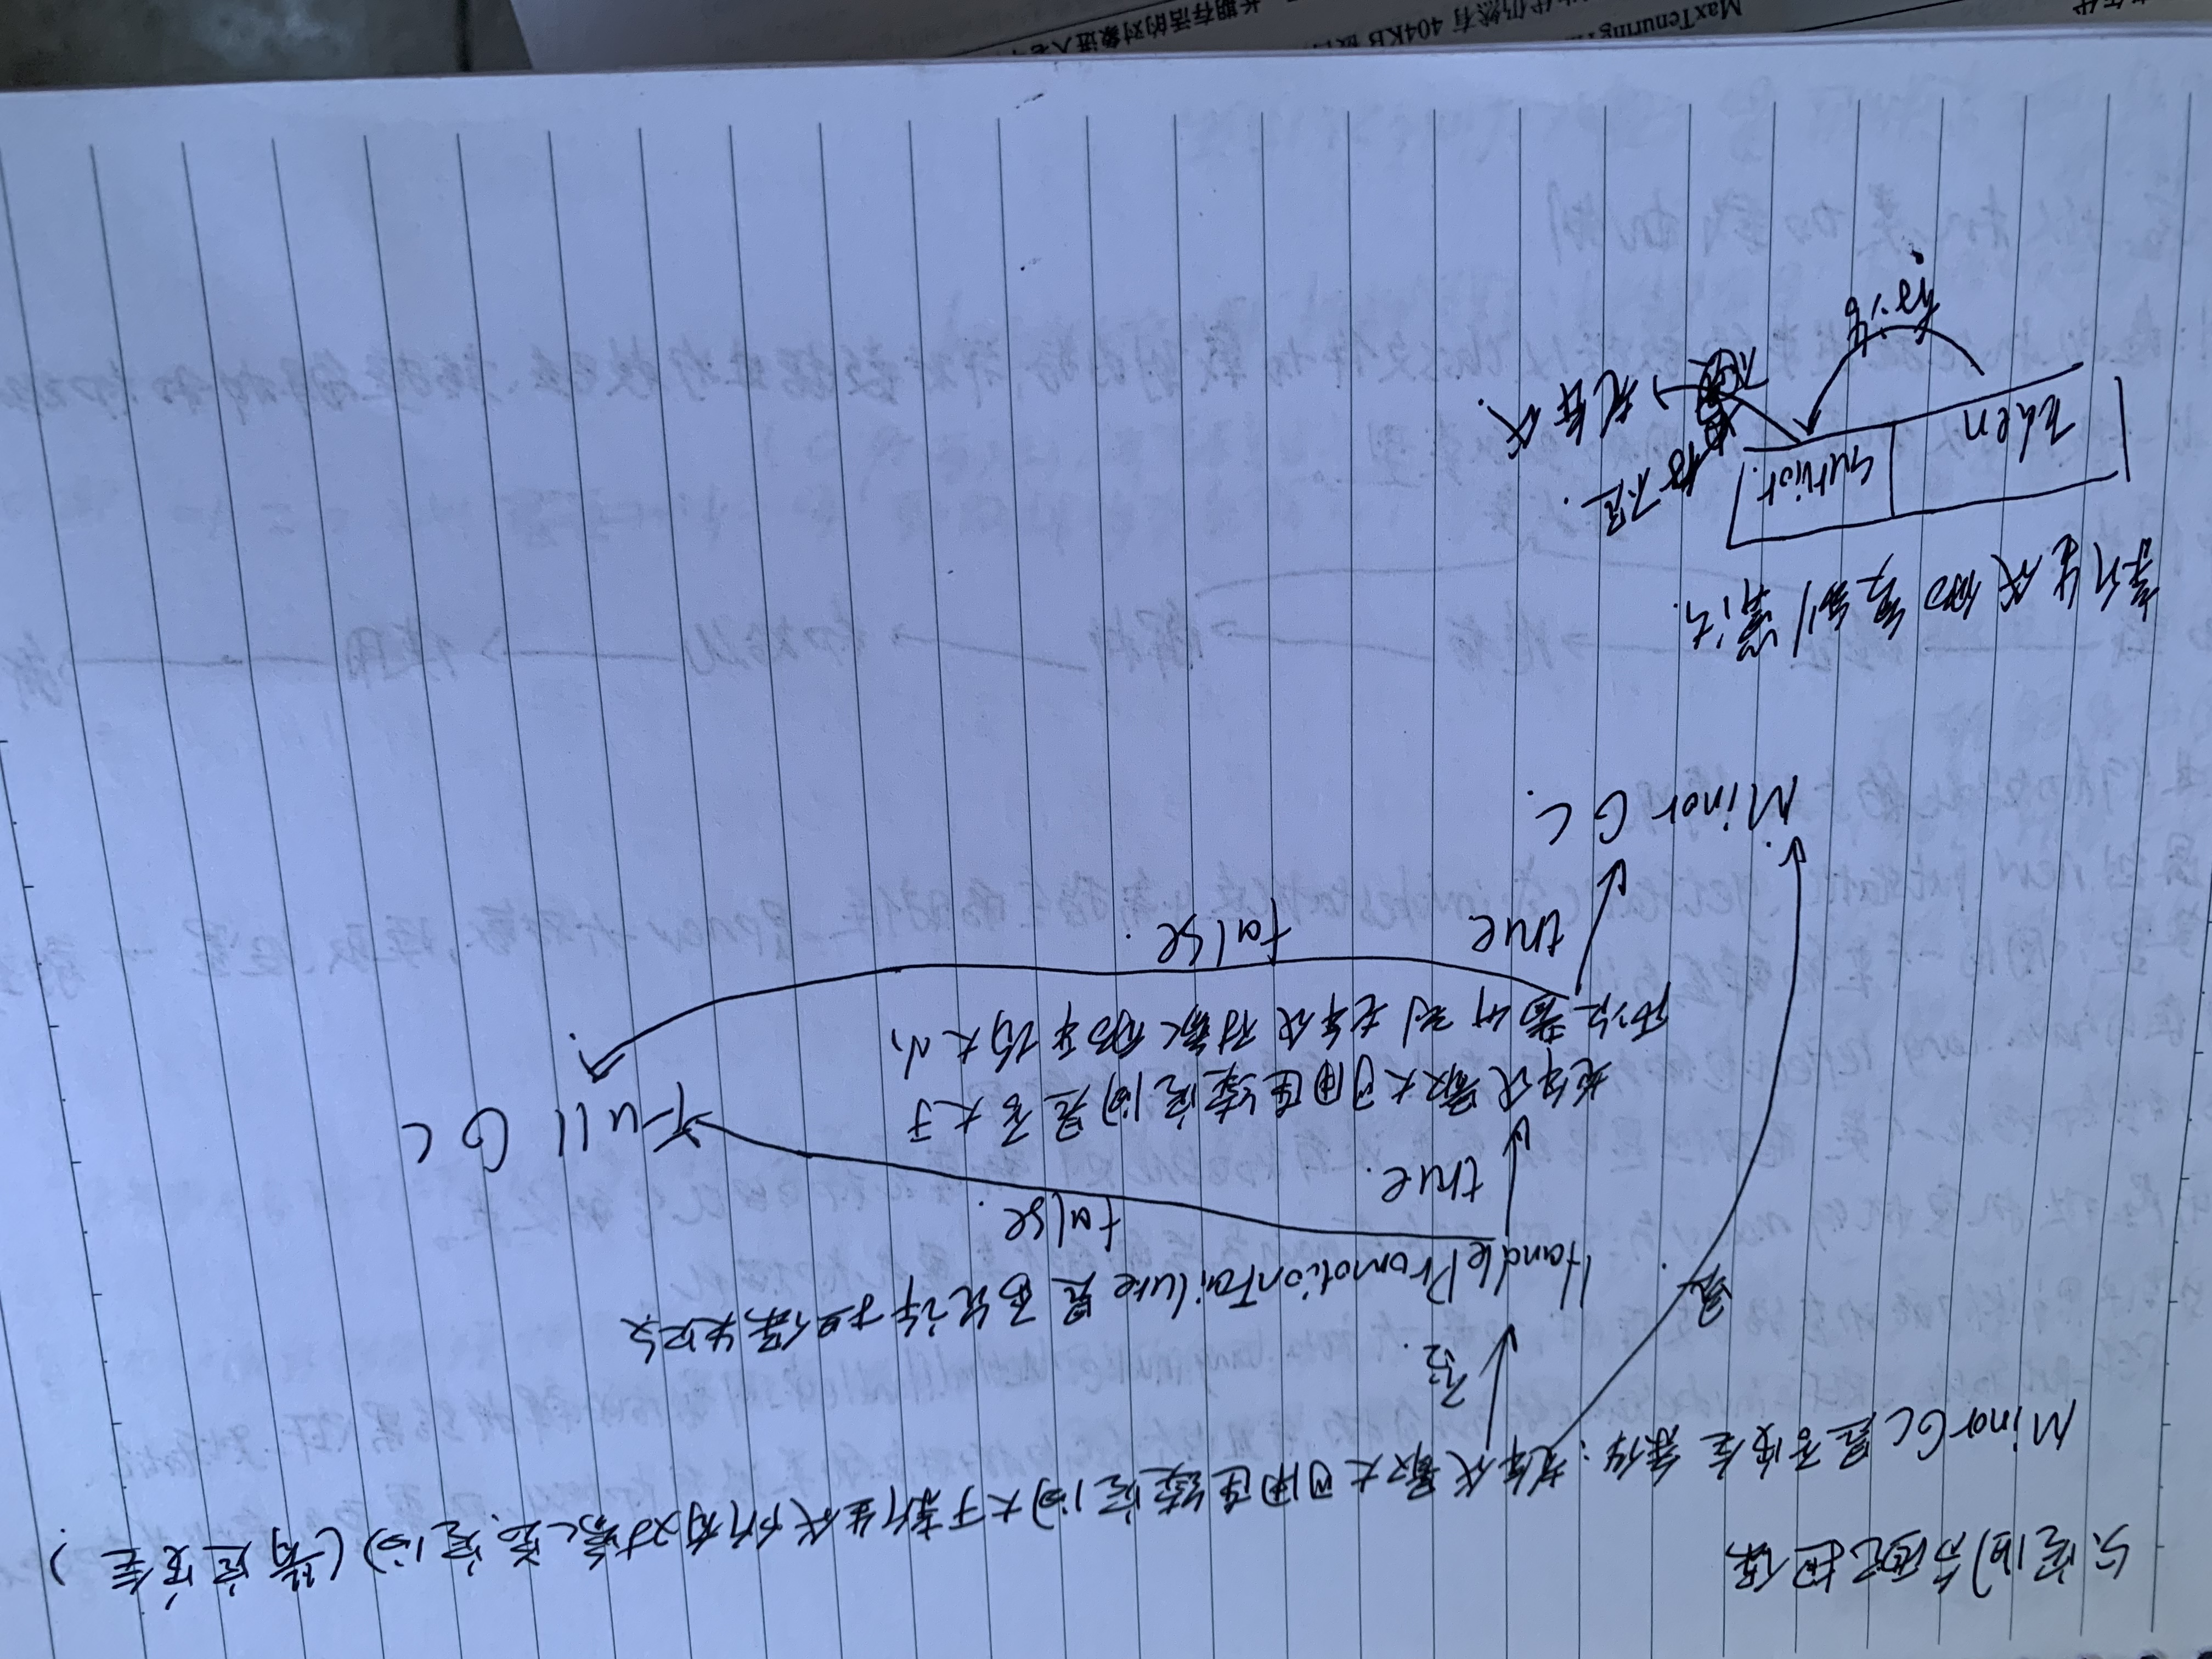 5.空间分配担保
MinorGC是否安全 条件:老年代最大可用连续空间大于新生代所有对象总空间)(肯定安全).
是.
否.
HandlePromotionFailure是否允许担保失败
false.
true.
Full GC
老年代最大可用连续空间是否大于
历次晋升到老年代对象的平均大小
false.
true
Minor GC.
新生代的复制算法.
Eden
Survior
不足.
老年代.
存活
MaxTenuring
代仍然有 404KB
长期存活的对象进入老